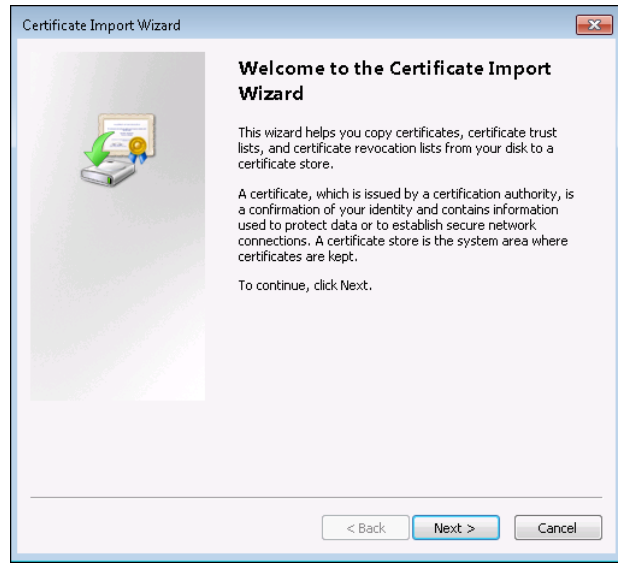 Certificate Import Wizard
Welcome to the Certificate Import
Wizard
This wizard helps you copy certificates, certificate trust
lists, and certificate revocation lists from your disk to a
certificate store.
A certificate, which is issued by a certification authority, is
a confirmation of your identity and contains information
used to protect data or to establish secure network
connections. A certificate store is the system area where
certificates are kept.
To continue, click Next.
< Back Next > Cancel